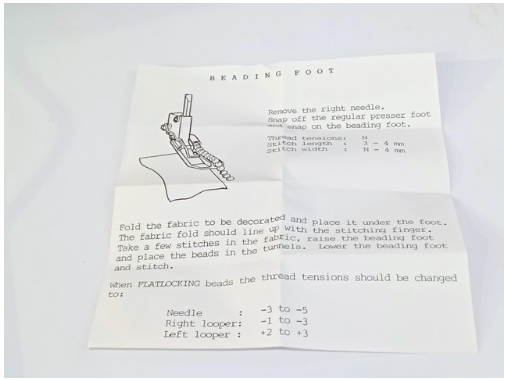 BEADING FOOT
Remove the right needle.
Snap off the regular presser foot
and snap on the beading foot.
Thread tensions: N
Stitch length : 3 - 4 mm
Stitch width : N - 4 mm
Fold the fabric to be decorated and place it under the foot.
The fabric fold should line up with the stitching finger.
Take a few stitches in the fabric, raise the beading foot
and place the beads in the tunnels. Lower the beading foot
and stitch.
When FLATLOCKING beads the thread tensions should be changed
to:
Needle : -3 to -5
Right looper: -1 to -3
Left looper : +2 to +3